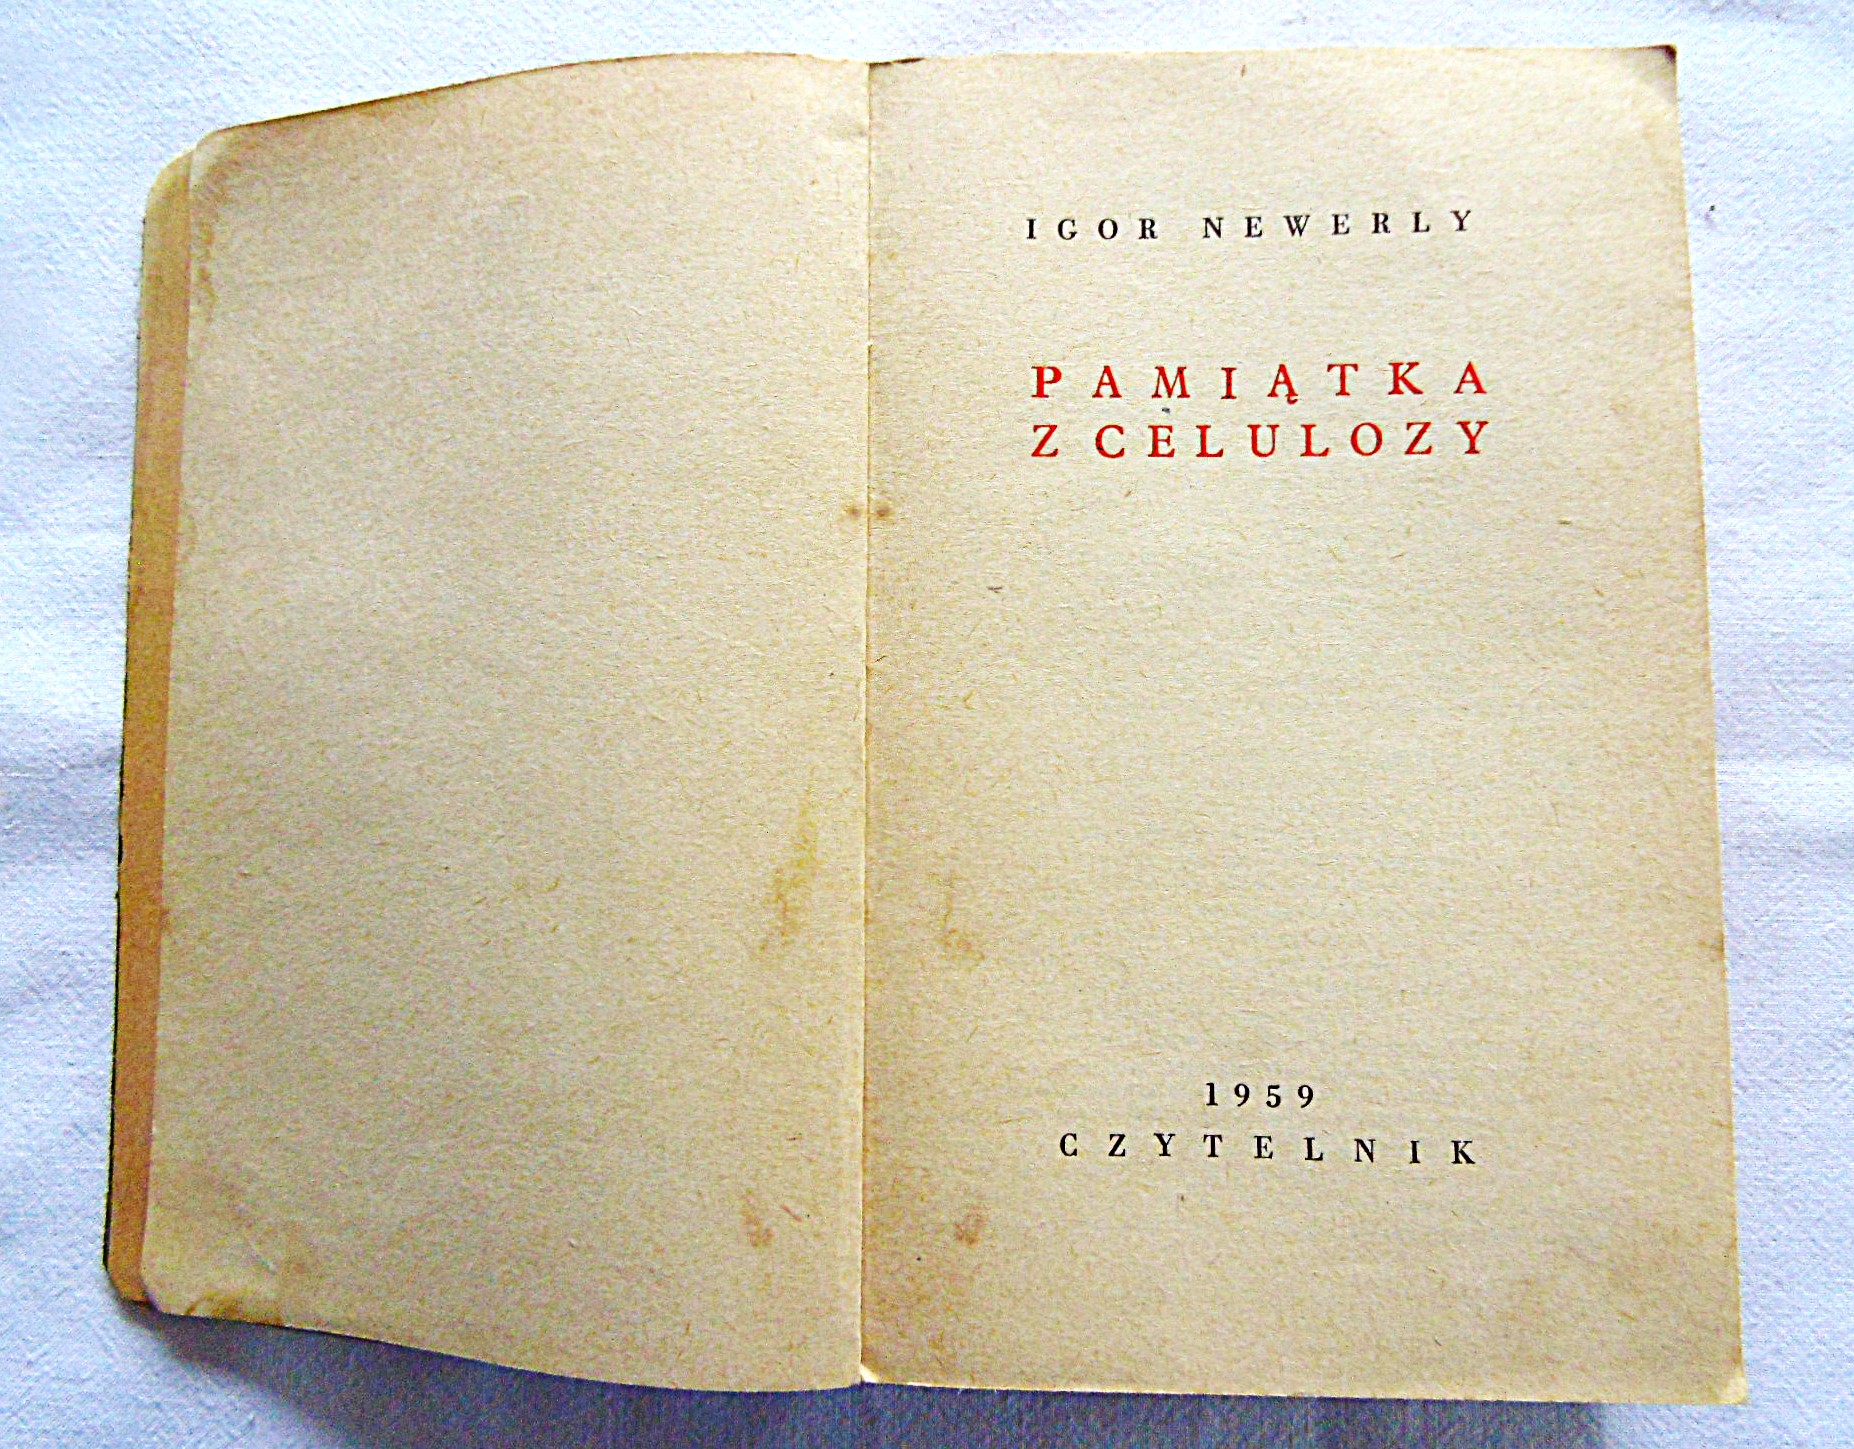 IGOR NEWERLY
PAMIĄTKA
Z CELULOZY
1959
CZYTELNIK